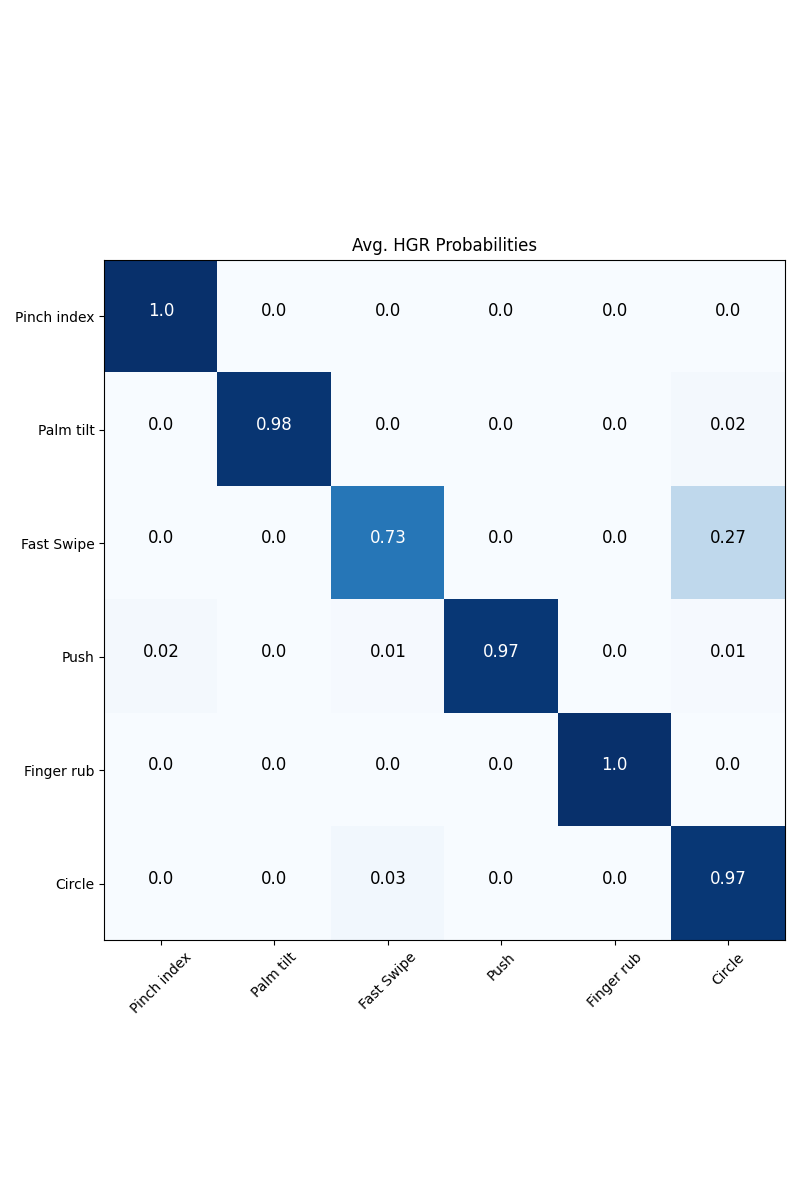 Avg. HGR Probabilities
Pinch index 1.0 0.0 0.0 0.0 0.0 0.0
Palm tilt 0.0 0.98 0.0 0.0 0.0 0.02
Fast Swipe 0.0 0.0 0.73 0.0 0.0 0.27
Push 0.02 0.0 0.01 0.97 0.0 0.01
Finger rub 0.0 0.0 0.0 0.0 1.0 0.0
Circle 0.0 0.0 0.03 0.0 0.0 0.97
Pinch index Palm tilt Fast Swipe Push Finger rub Circle